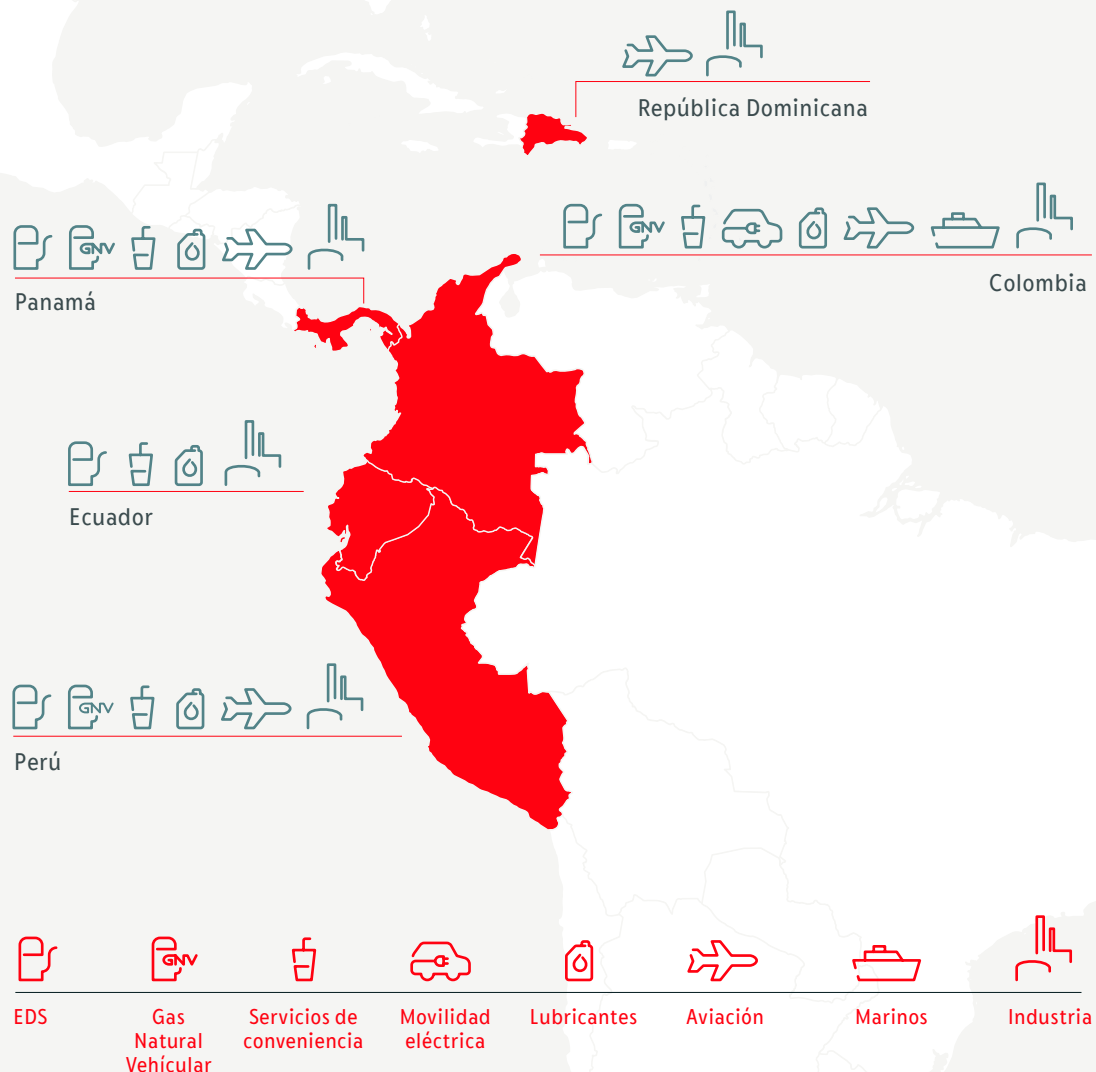 República Dominicana
GNV
GNV
Panamá
Colombia
Ecuador
GNV
Perú
GNV
EDS
Gas
Natural
Vehícular
Servicios de
conveniencia
Movilidad
eléctrica
Lubricantes
Aviación
Marinos
Industria